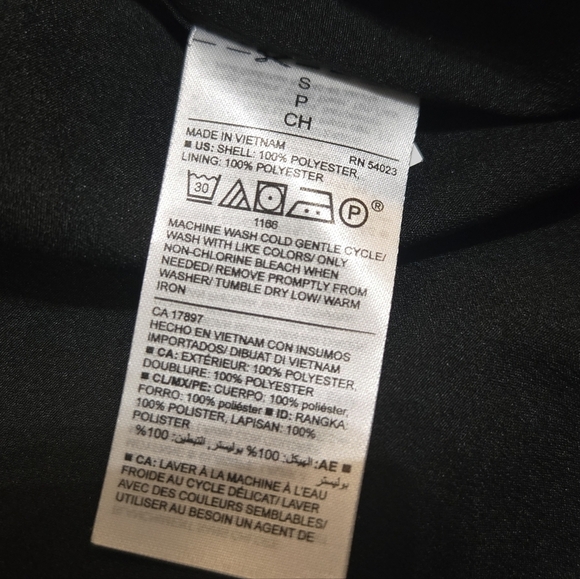 S
P
CH
MADE IN VIETNAM RN 54023
■ US: SHELL: 100% POLYESTER,
LINING: 100% POLYESTER
30 P ®
1168
MACHINE WASH COLD GENTLE CYCLE/
WASH WITH LIKE COLORS/ ONLY
NON-CHLORINE BLEACH WHEN
NEEDED/ REMOVE PROMPTLY FROM
WASHER/ TUMBLE DRY LOW/ WARM
IRON
CA 17897
HECHO EN VIETNAM CON INSUMOS
IMPORTADOS/ DIBUAT DI VIETNAM
■ CA: EXTÉRIEUR: 100% POLYESTER,
DOUBLURE: 100% POLYESTER
■ CL/MX/PE: CUERPO: 100% poliéster,
FORRO: 100% poliéster ■ ID: RANGKA:
100% POLISTER, LAPISAN: 100%
POLISTER
■ AE: الهيكل: 100% بوليستر, التبطين: 100%
بوليستر
■ CA: LAVER À LA MACHINE À L'EAU
FROIDE AU CYCLE DÉLICAT/ LAVER
AVEC DES COULEURS SEMBLABLES/
UTILISER AU BESOIN UN AGENT DE